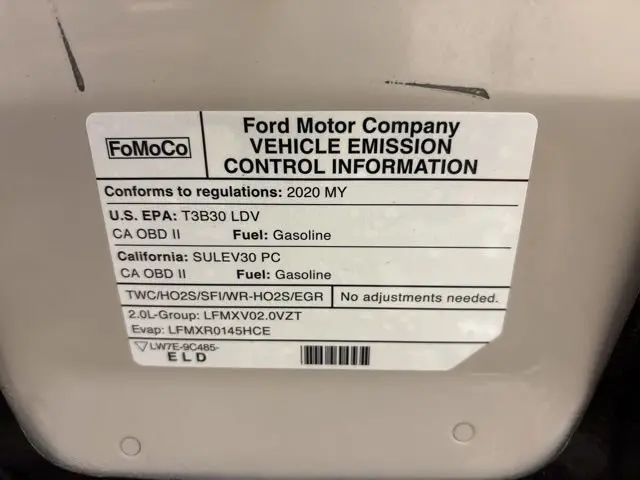 FoMoCo
Ford Motor Company
VEHICLE EMISSION
CONTROL INFORMATION
Conforms to regulations: 2020 MY
U.S. EPA: T3B30 LDV
CA OBD II Fuel: Gasoline
California: SULEV30 PC
CA OBD II Fuel: Gasoline
TWC/HO2S/SFI/WR-HO2S/EGR
No adjustments needed.
2.0L-Group: LFMXV02.0VZT
Evap: LFMXR0145HCE
LW7E-9C485-
ELD